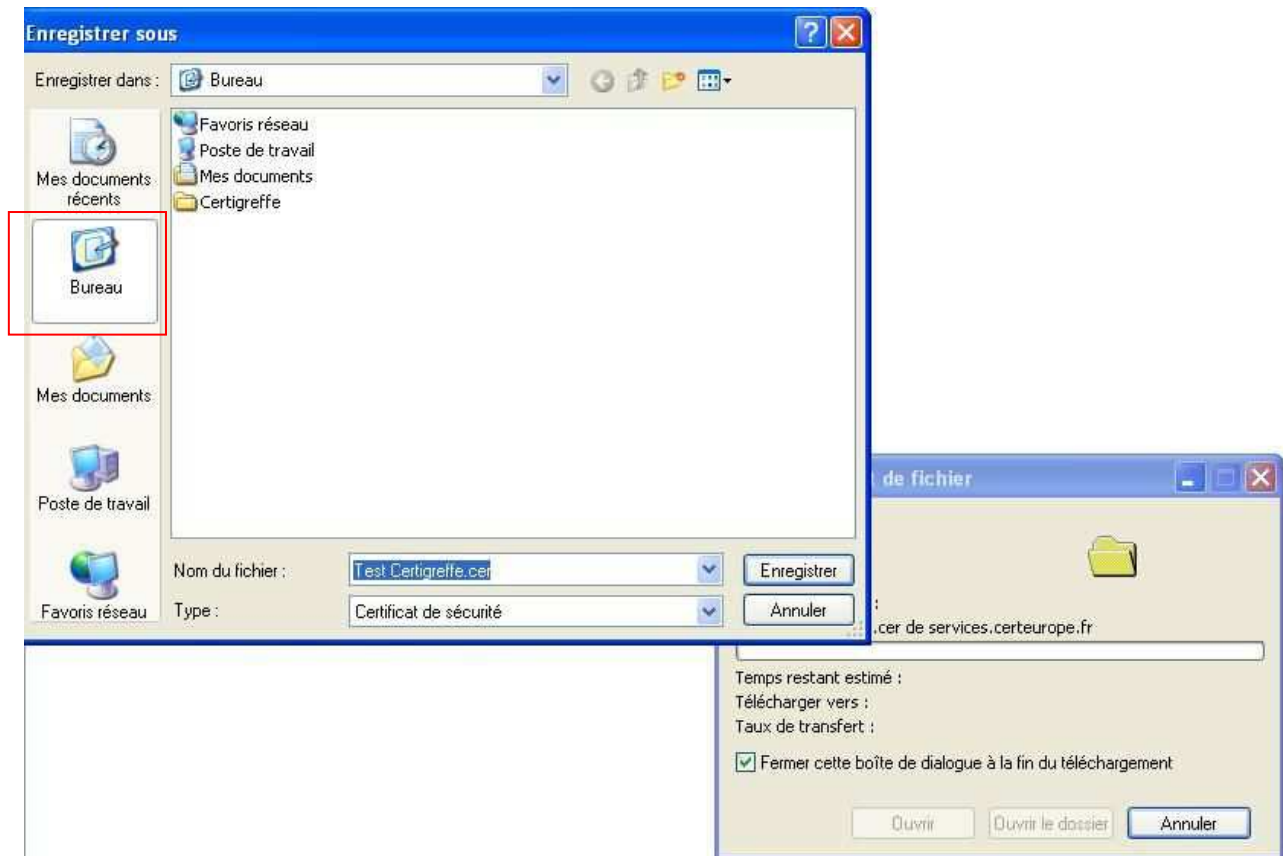 Enregistrer sous
Enregistrer dans :
Bureau
Favoris réseau
Poste de travail
Mes documents
Certigreffe
Mes documents
récents
Bureau
Mes documents
Poste de travail
Favoris réseau
Nom du fichier :
Test Certigreffe.cer
Enregistrer
Type :
Certificat de sécurité
Annuler
de fichier
:
.cer de services.certeurope.fr
Temps restant estimé :
Télécharger vers :
Taux de transfert :
Fermer cette boîte de dialogue à la fin du téléchargement
Ouvrir
Ouvrir le dossier
Annuler